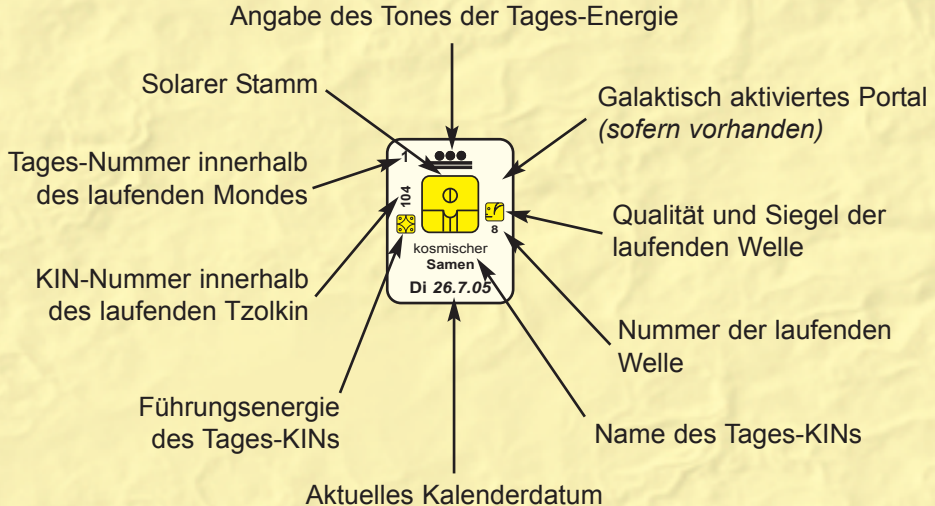 Angabe des Tones der Tages-Energie
Solarer Stamm
Galaktisch aktiviertes Portal
(sofern vorhanden)
Tages-Nummer innerhalb
des laufenden Mondes
1
104
8
kosmischer
Samen
Di 26.7.05
Qualität und Siegel der
laufenden Welle
KIN-Nummer innerhalb
des laufenden Tzolkin
Nummer der laufenden
Welle
Führungsenergie
des Tages-KINs
Name des Tages-KINs
Aktuelles Kalenderdatum